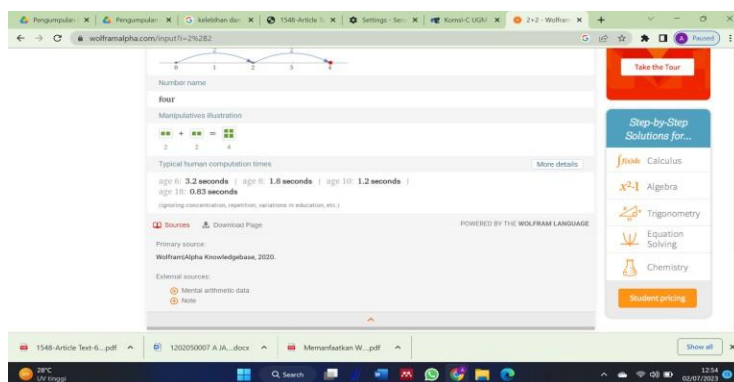 Pengumpulan
Pengumpulan
kelebihan dan
1548-Article T
Settings - Sec
Komsi-C UGM
2+2 - Wolfram
wolframalpha.com/input?i=2%2B2
Paused
2
2
0
1
2
3
4
Take the Tour
Number name
four
Manipulatives illustration
+ =
2 2 4
Typical human computation times
More details
age 6: 3.2 seconds | age 8: 1.8 seconds | age 10: 1.2 seconds |
age 18: 0.83 seconds
(ignoring concentration, repetition, variations in education, etc.)
Sources
Download Page
POWERED BY THE WOLFRAM LANGUAGE
Primary source:
Wolfram|Alpha Knowledgebase, 2020.
External sources:
Mental arithmetic data
Note
Step-by-Step
Solutions for...
Calculus
x²-1 Algebra
Trigonometry
Equation
Solving
Chemistry
Student pricing
1548-Article Text-6....pdf
1202050007 A JA....docx
Memanfaatkan W....pdf
Show all
28°C
UV tinggi
Search
12:54
02/07/2023